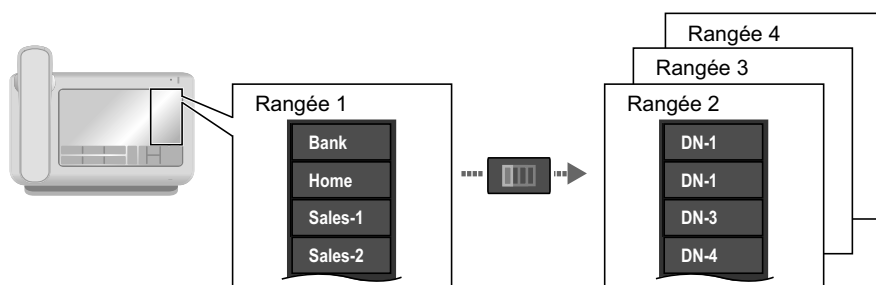 Rangée 1
Bank
Home
Sales-1
Sales-2
Rangée 4
Rangée 3
Rangée 2
DN-1
DN-1
DN-3
DN-4